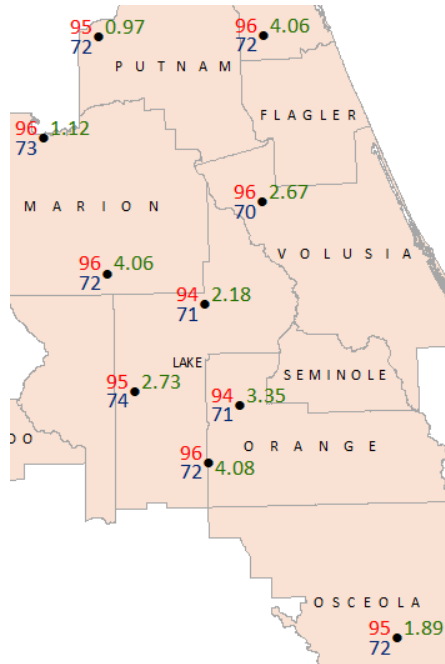 95 0.97
72
96 4.06
72
PUTNAM
FLAGLER
96 1.12
73
MARION
96 2.67
70
VOLUSIA
96 4.06
72
94 2.18
71
LAKE
SEMINOLE
95 2.73
74
94 3.35
71
DO
ORANGE
96
72 4.08
OSCEOLA
95 1.89
72